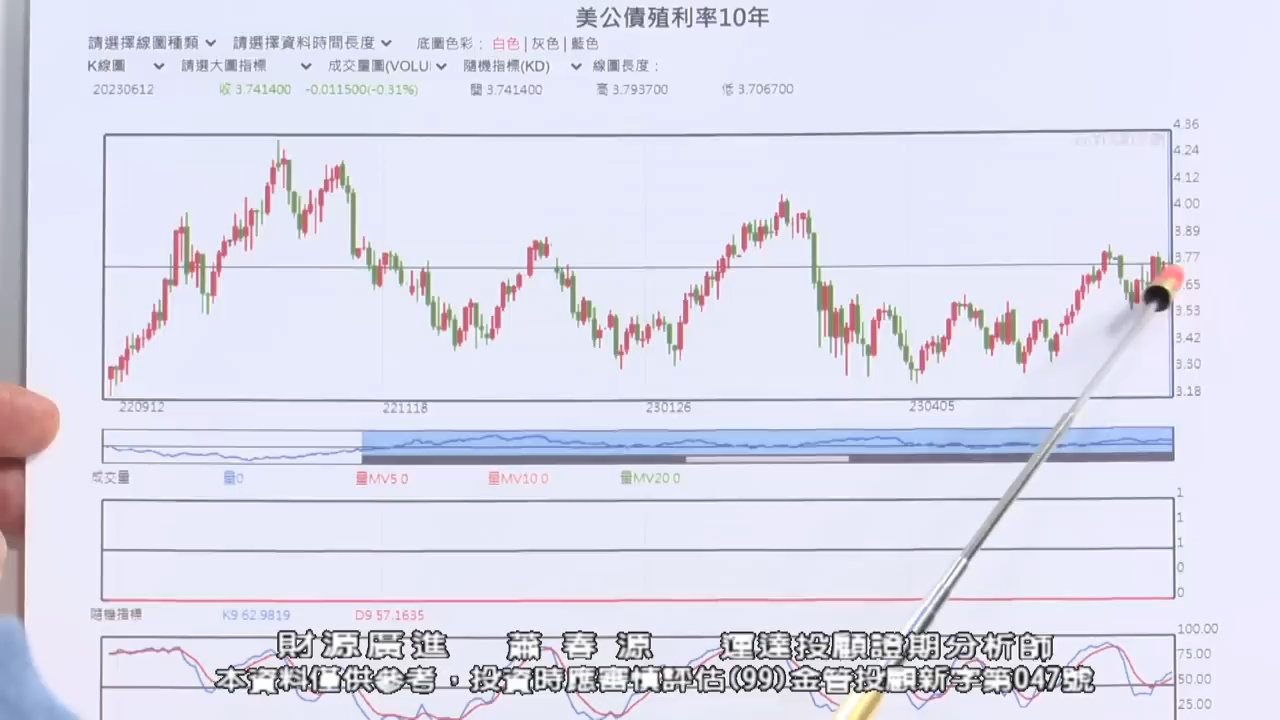 美公債殖利率10年
請選擇線圖種類 請選擇資料時間長度 底圖色彩： 白色 | 灰色 | 藍色
K線圖 請選大圖指標 成交量圖(VOLU 隨機指標(KD) 線圖長度：
20230612 收 3.741400 -0.011500(-0.31%) 開 3.741400 高 3.793700 低 3.706700
4.36
4.24
4.12
4.00
3.89
3.77
3.65
3.53
3.42
3.30
3.18
220912 221118 230126 230405
成交量 量0 量MV5 0 量MV10 0 量MV20 0
1
1
1
0
0
隨機指標 K9 62.9819 D9 57.1635
100.00
75.00
50.00
25.00
財源廣進 蕭春源 運達投顧證期分析師
本資料僅供參考，投資時應審慎評估(99)金管投顧新字第047號